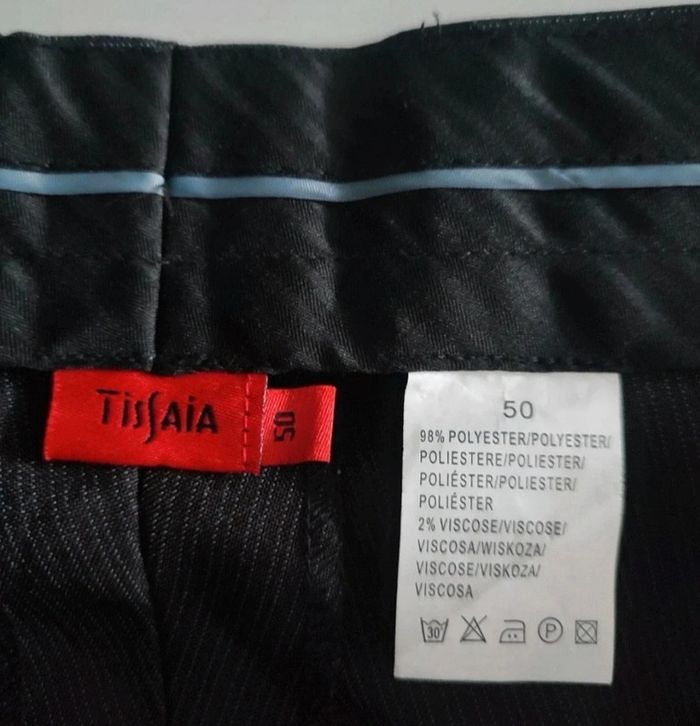 TISSAIA
50
50
98% POLYESTER/POLYESTER/
POLIESTERE/POLIESTER/
POLIÉSTER/POLIESTER/
POLIÉSTER
2% VISCOSE/VISCOSE/
VISCOSA/WISKOZA/
VISCOSE/VISKOZA/
VISCOSA
30° P